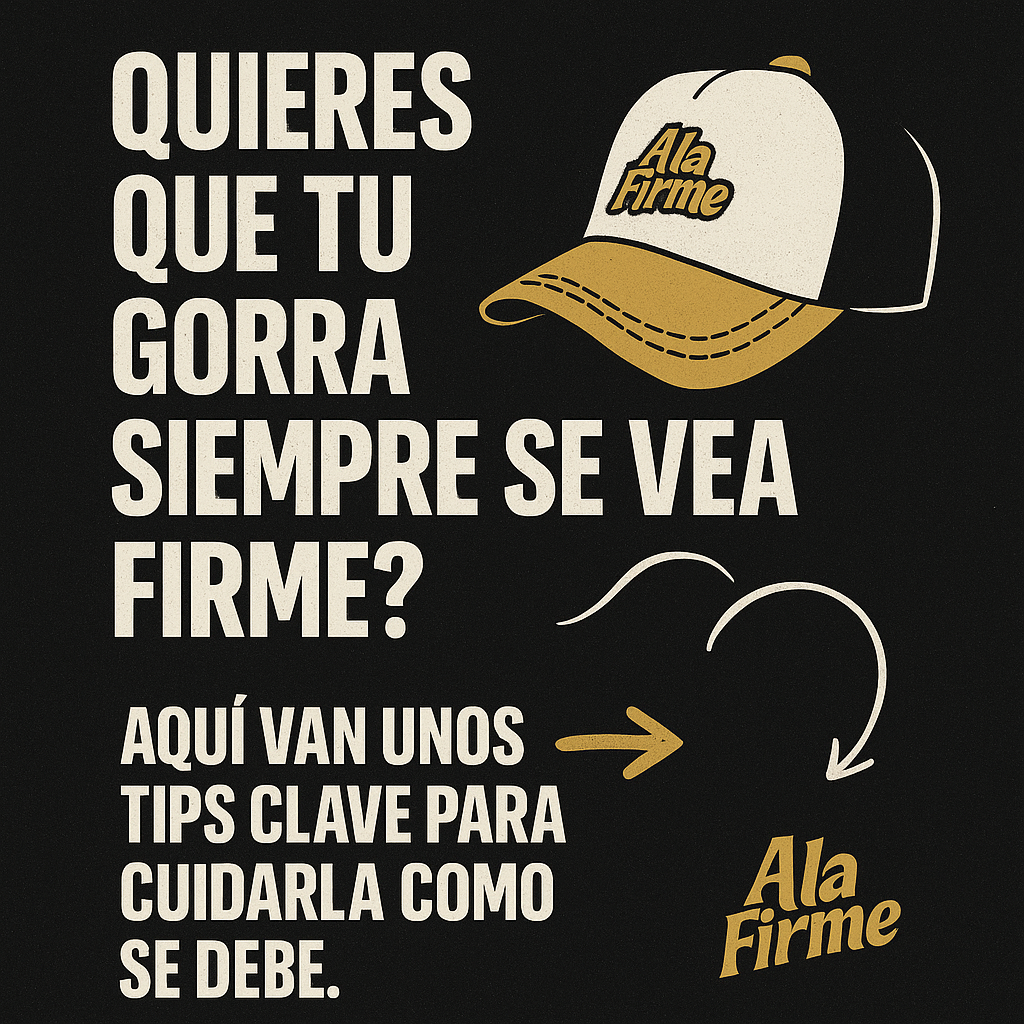 QUIERES
QUE TU
GORRA
SIEMPRE SE VEA
FIRME?
Ala
Firme
AQUÍ VAN UNOS
TIPS CLAVE PARA
CUIDARLA COMO
SE DEBE.
Ala
Firme